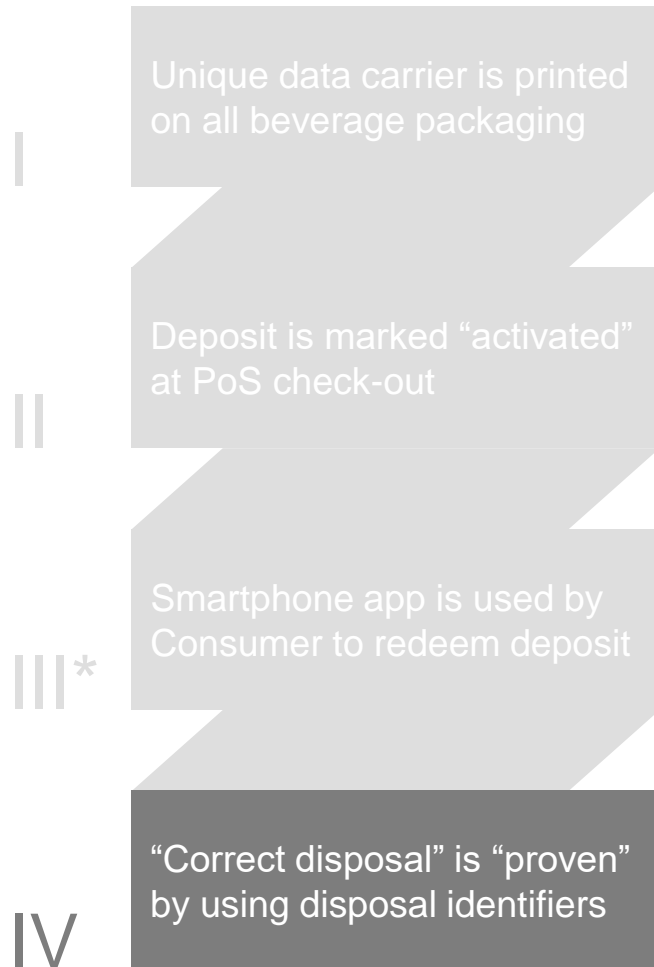 I
Unique data carrier is printed
on all beverage packaging
II
Deposit is marked “activated”
at PoS check-out
III*
Smartphone app is used by
Consumer to redeem deposit
IV
“Correct disposal” is “proven”
by using disposal identifiers